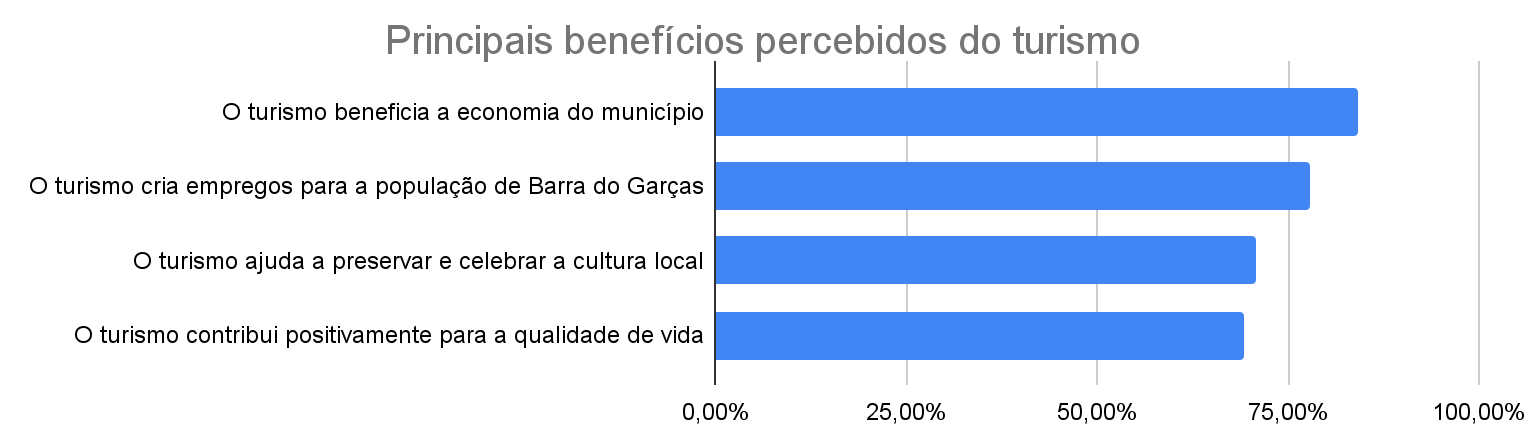 Principais benefícios percebidos do turismo
O turismo beneficia a economia do município
O turismo cria empregos para a população de Barra do Garças
O turismo ajuda a preservar e celebrar a cultura local
O turismo contribui positivamente para a qualidade de vida
0,00% 25,00% 50,00% 75,00% 100,00%